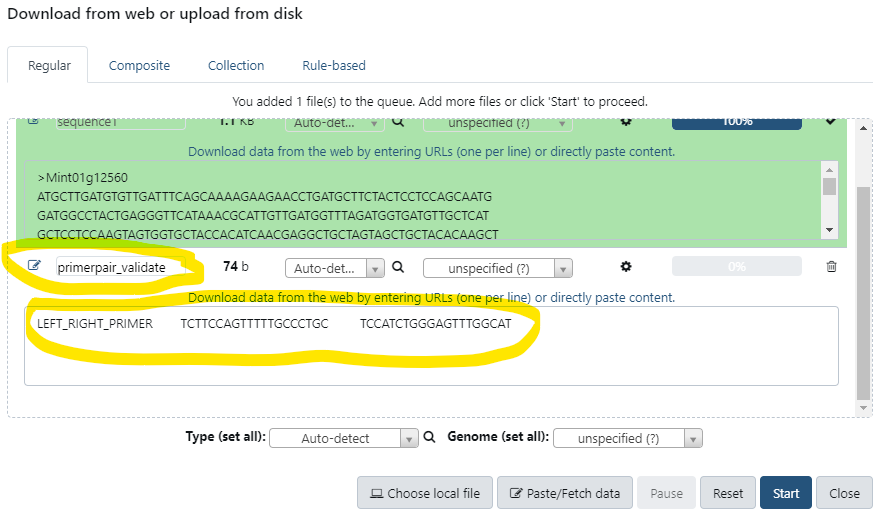 Download from web or upload from disk
Regular Composite Collection Rule-based
You added 1 file(s) to the queue. Add more files or click 'Start' to proceed.
sequence1 1.1 KB Auto-det... unspecified (?) 100%
Download data from the web by entering URLs (one per line) or directly paste content.
>Mint01g12560
ATGCTTGATGTGTTGATTTCAGCAAAAGAAGAACCTGATGCTTCTACTCCTCCAGCAATG
GATGGCCTACTGAGGGTTCATAAACGCATTGTTGATGGTTTAGATGGTGATGTTGCTCAT
GCTCCTCCAAGTAGTGGTGCTACCACATCAACGAGGCTGCTAGTAGCTGCTACACAAGCT
primerpair_validate 74 b Auto-det... unspecified (?) 0%
Download data from the web by entering URLs (one per line) or directly paste content.
LEFT_RIGHT_PRIMER TCTTCCAGTTTTTGCCCTGC TCCATCTGGGAGTTTGGCAT
Type (set all): Auto-detect Genome (set all): unspecified (?)
Choose local file Paste/Fetch data Pause Reset Start Close